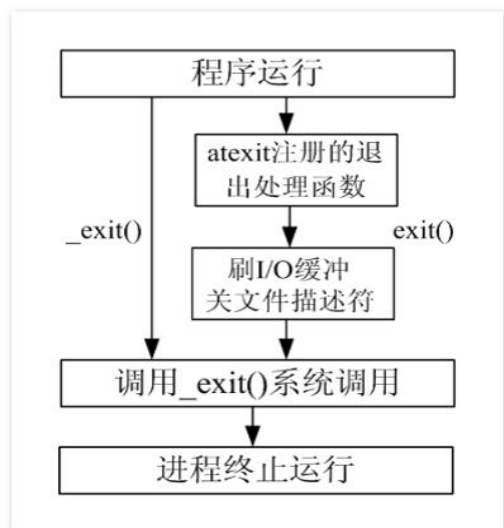 程序运行
atexit注册的退
出处理函数
_exit()
exit()
刷I/O缓冲
关文件描述符
调用_exit()系统调用
进程终止运行